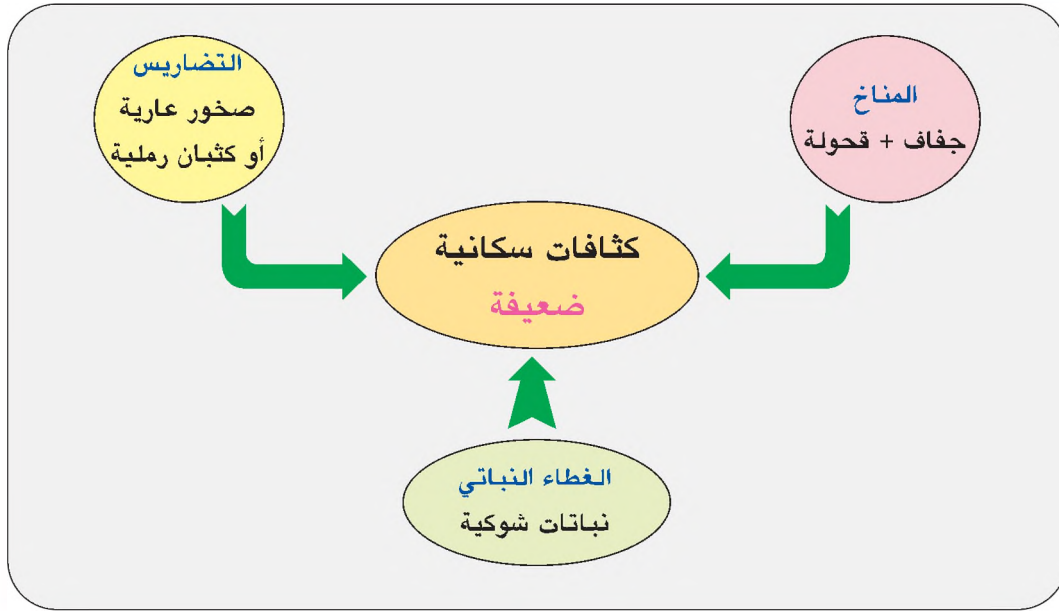 المناخ
جفاف + قحولة
التضاريس
صخور عارية
أو كثبان رملية
كثافات سكانية
ضعيفة
الغطاء النباتي
نباتات شوكية